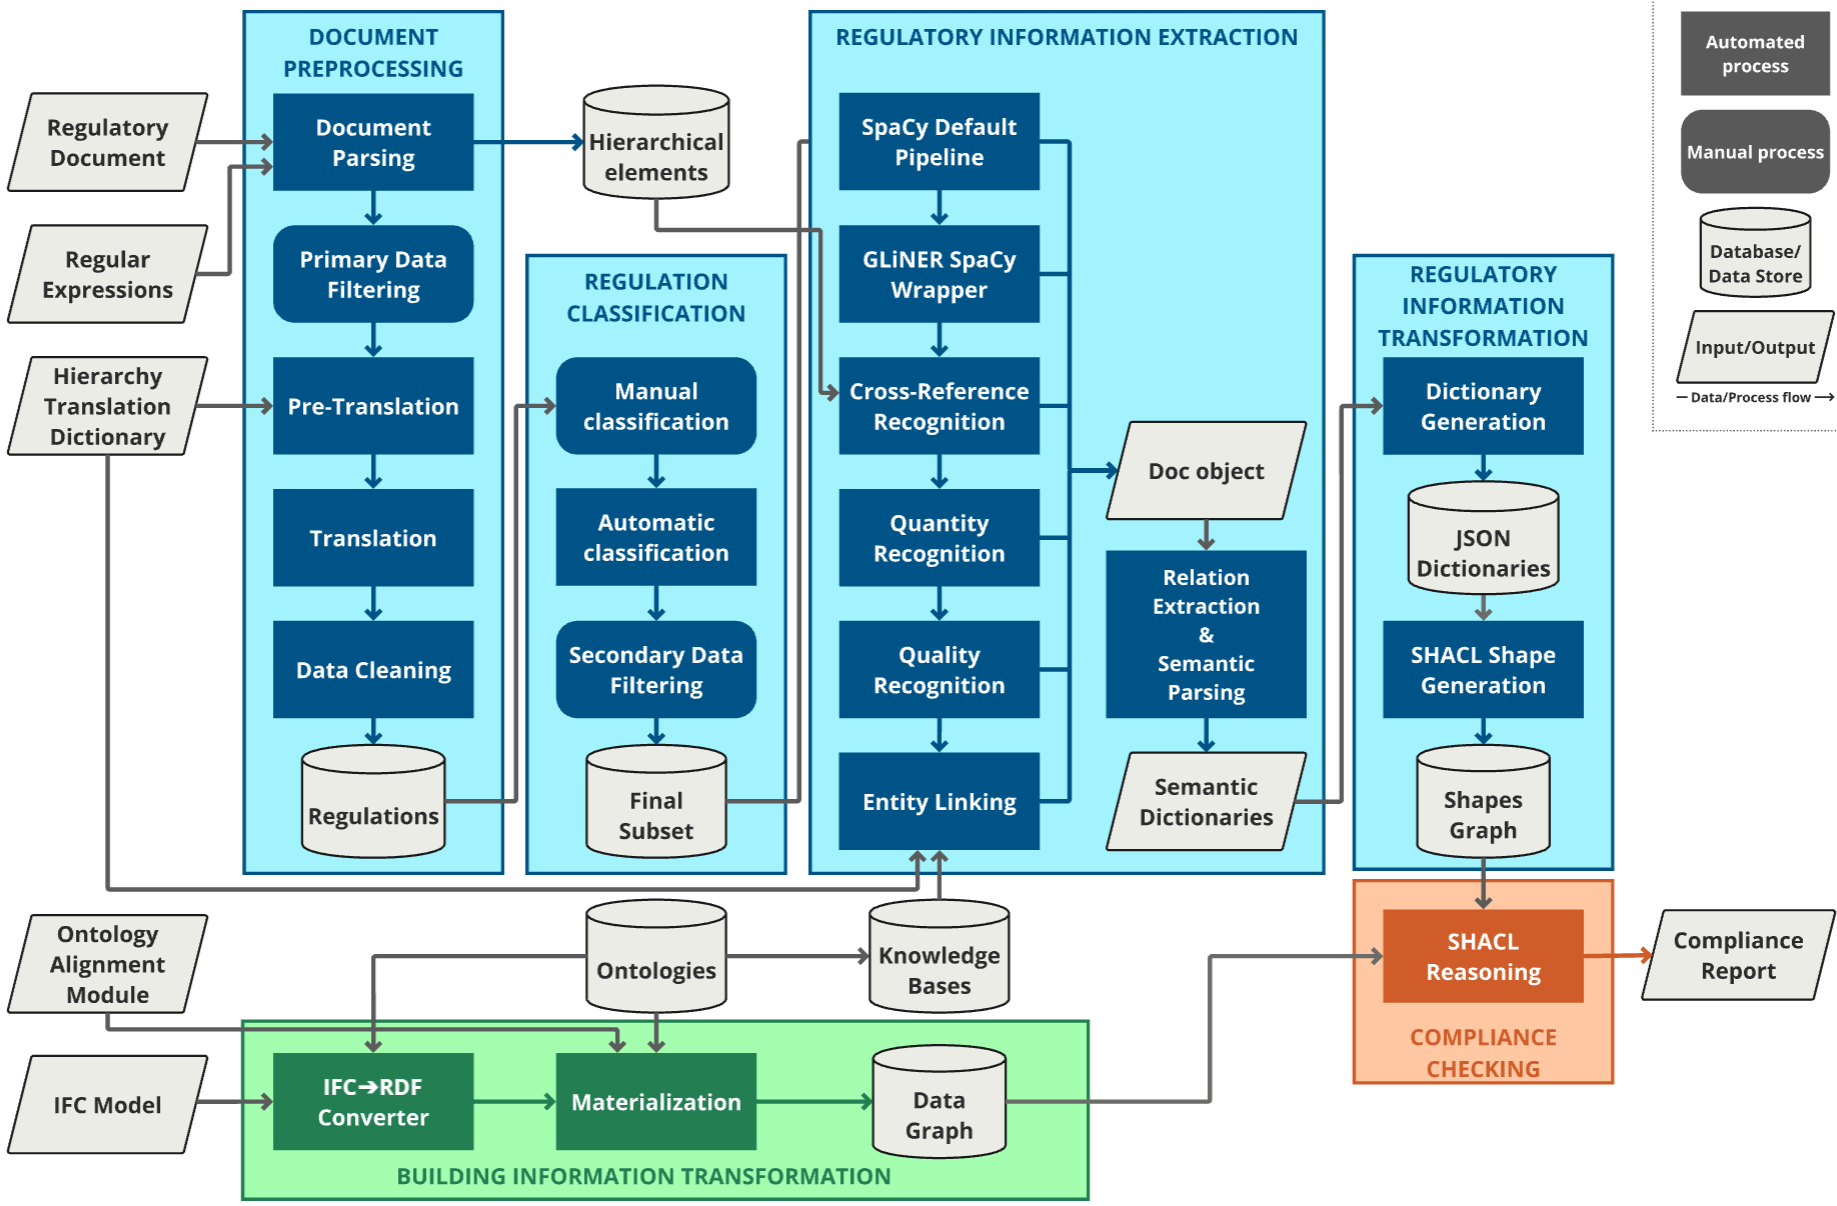 DOCUMENT
PREPROCESSING
Regulatory
Document
Regular
Expressions
Hierarchy
Translation
Dictionary
Document
Parsing
Primary Data
Filtering
Pre-Translation
Translation
Data Cleaning
Regulations
Hierarchical
elements
REGULATION
CLASSIFICATION
Manual
classification
Automatic
classification
Secondary Data
Filtering
Final
Subset
REGULATORY INFORMATION EXTRACTION
SpaCy Default
Pipeline
GLiNER SpaCy
Wrapper
Cross-Reference
Recognition
Quantity
Recognition
Quality
Recognition
Entity Linking
Doc object
Relation
Extraction
&
Semantic
Parsing
Semantic
Dictionaries
REGULATORY
INFORMATION
TRANSFORMATION
Dictionary
Generation
JSON
Dictionaries
SHACL Shape
Generation
Shapes
Graph
Automated
process
Manual process
Database/
Data Store
Input/Output
Data/Process flow
Ontology
Alignment
Module
IFC Model
Ontologies
Knowledge
Bases
IFC➔RDF
Converter
Materialization
Data
Graph
BUILDING INFORMATION TRANSFORMATION
SHACL
Reasoning
COMPLIANCE
CHECKING
Compliance
Report